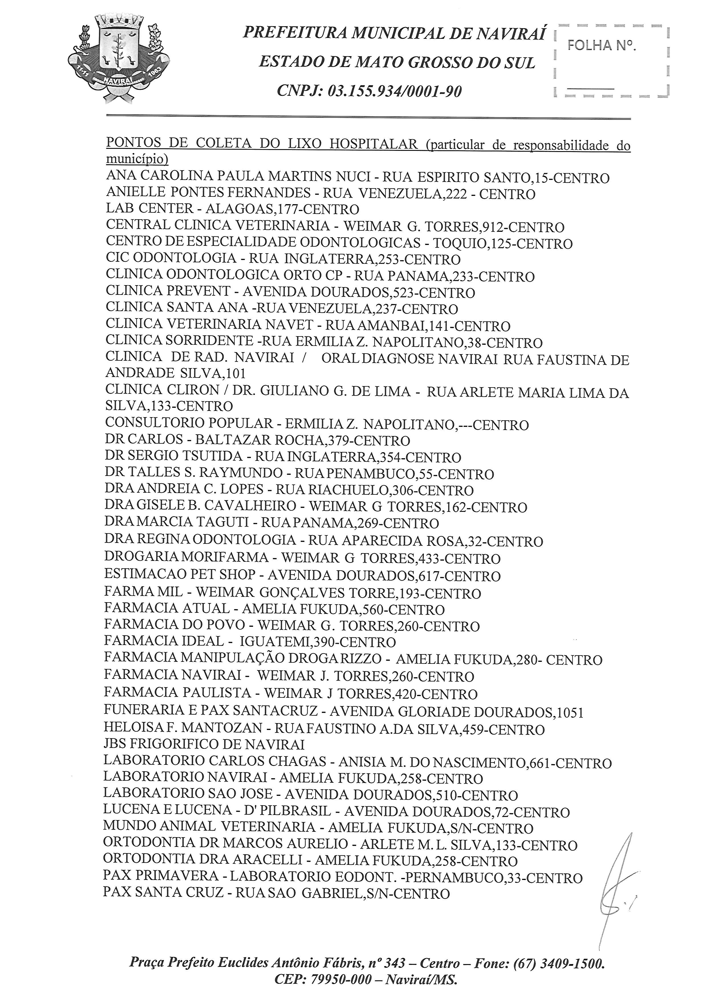 PREFEITURA MUNICIPAL DE NAVIRAÍ
ESTADO DE MATO GROSSO DO SUL
CNPJ: 03.155.934/0001-90
FOLHA Nº.
11-11
NAVIRAÍ
1963
PONTOS DE COLETA DO LIXO HOSPITALAR (particular de responsabilidade do
município)
ANA CAROLINA PAULA MARTINS NUCI - RUA ESPIRITO SANTO,15-CENTRO
ANIELLE PONTES FERNANDES - RUA VENEZUELA,222 - CENTRO
LAB CENTER - ALAGOAS,177-CENTRO
CENTRAL CLINICA VETERINARIA - WEIMAR G. TORRES,912-CENTRO
CENTRO DE ESPECIALIDADE ODONTOLOGICAS - TOQUIO,125-CENTRO
CIC ODONTOLOGIA - RUA INGLATERRA,253-CENTRO
CLINICA ODONTOLOGICA ORTO CP - RUA PANAMA,233-CENTRO
CLINICA PREVENT - AVENIDA DOURADOS,523-CENTRO
CLINICA SANTA ANA -RUA VENEZUELA,237-CENTRO
CLINICA VETERINARIA NAVET - RUA AMANBAI,141-CENTRO
CLINICA SORRIDENTE -RUA ERMILIA Z. NAPOLITANO,38-CENTRO
CLINICA DE RAD. NAVIRAI / ORAL DIAGNOSE NAVIRAI RUA FAUSTINA DE
ANDRADE SILVA,101
CLINICA CLIRON / DR. GIULIANO G. DE LIMA - RUA ARLETE MARIA LIMA DA
SILVA,133-CENTRO
CONSULTORIO POPULAR - ERMILIA Z. NAPOLITANO,---CENTRO
DR CARLOS - BALTAZAR ROCHA,379-CENTRO
DR SERGIO TSUTIDA - RUA INGLATERRA,354-CENTRO
DR TALLES S. RAYMUNDO - RUA PENAMBUCO,55-CENTRO
DRA ANDREIA C. LOPES - RUA RIACHUELO,306-CENTRO
DRA GISELE B. CAVALHEIRO - WEIMAR G TORRES,162-CENTRO
DRA MARCIA TAGUTI - RUA PANAMA,269-CENTRO
DRA REGINA ODONTOLOGIA - RUA APARECIDA ROSA,32-CENTRO
DROGARIA MORIFARMA - WEIMAR G TORRES,433-CENTRO
ESTIMACAO PET SHOP - AVENIDA DOURADOS,617-CENTRO
FARMA MIL - WEIMAR GONÇALVES TORRE,193-CENTRO
FARMACIA ATUAL - AMELIA FUKUDA,560-CENTRO
FARMACIA DO POVO - WEIMAR G. TORRES,260-CENTRO
FARMACIA IDEAL - IGUATEMI,390-CENTRO
FARMACIA MANIPULAÇÃO DROGA RIZZO - AMELIA FUKUDA,280- CENTRO
FARMACIA NAVIRAI - WEIMAR J. TORRES,260-CENTRO
FARMACIA PAULISTA - WEIMAR J TORRES,420-CENTRO
FUNERARIA E PAX SANTACRUZ - AVENIDA GLORIADE DOURADOS,1051
HELOISA F. MANTOZAN - RUA FAUSTINO A.DA SILVA,459-CENTRO
JBS FRIGORIFICO DE NAVIRAI
LABORATORIO CARLOS CHAGAS - ANISIA M. DO NASCIMENTO,661-CENTRO
LABORATORIO NAVIRAI - AMELIA FUKUDA,258-CENTRO
LABORATORIO SAO JOSE - AVENIDA DOURADOS,510-CENTRO
LUCENA E LUCENA - D' PILBRASIL - AVENIDA DOURADOS,72-CENTRO
MUNDO ANIMAL VETERINARIA - AMELIA FUKUDA,S/N-CENTRO
ORTODONTIA DR MARCOS AURELIO - ARLETE M. L. SILVA,133-CENTRO
ORTODONTIA DRA ARACELLI - AMELIA FUKUDA,258-CENTRO
PAX PRIMAVERA - LABORATORIO EODONT. -PERNAMBUCO,33-CENTRO
PAX SANTA CRUZ - RUA SAO GABRIEL,S/N-CENTRO
Praça Prefeito Euclides Antônio Fábris, nº 343 – Centro – Fone: (67) 3409-1500.
CEP: 79950-000 – Naviraí/MS.